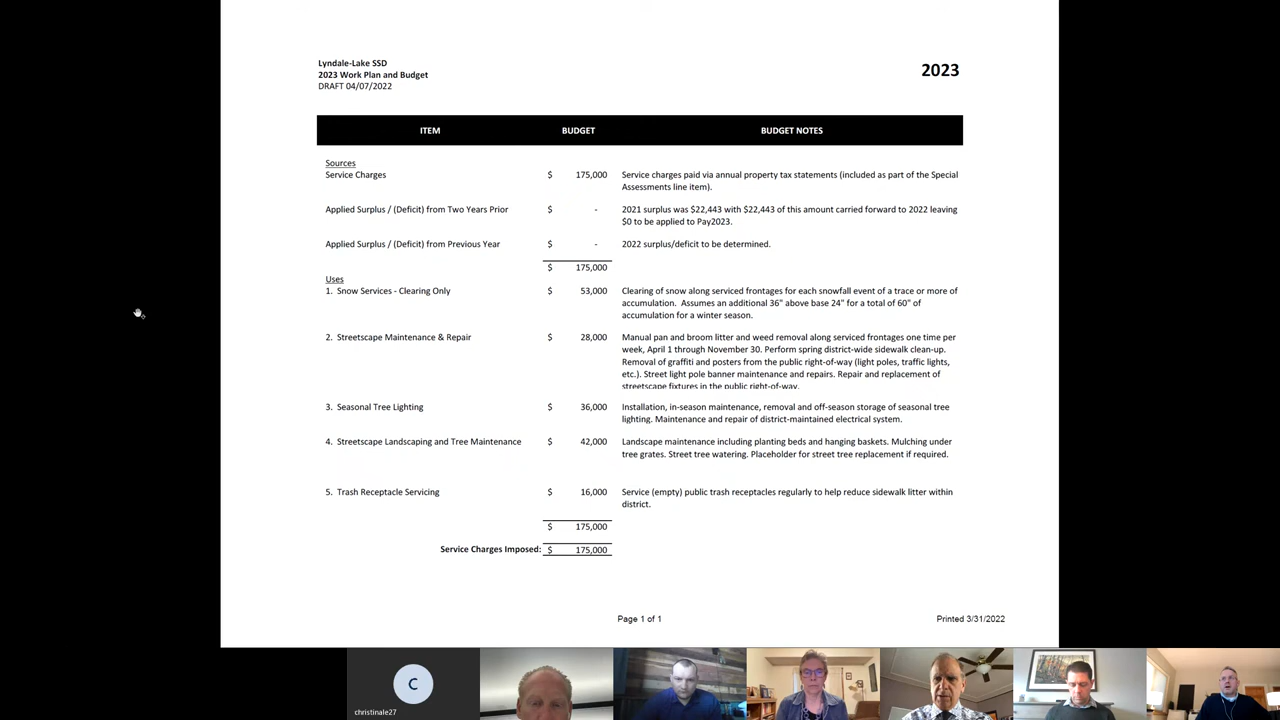 Lyndale-Lake SSD
2023 Work Plan and Budget
DRAFT 04/07/2022
2023
ITEM BUDGET BUDGET NOTES
Sources
Service Charges $ 175,000 Service charges paid via annual property tax statements (included as part of the Special
Assessments line item).
Applied Surplus / (Deficit) from Two Years Prior $ - 2021 surplus was $22,443 with $22,443 of this amount carried forward to 2022 leaving
$0 to be applied to Pay2023.
Applied Surplus / (Deficit) from Previous Year $ - 2022 surplus/deficit to be determined.
$ 175,000
Uses
1. Snow Services - Clearing Only $ 53,000 Clearing of snow along serviced frontages for each snowfall event of a trace or more of
accumulation. Assumes an additional 36" above base 24" for a total of 60" of
accumulation for a winter season.
2. Streetscape Maintenance & Repair $ 28,000 Manual pan and broom litter and weed removal along serviced frontages one time per
week, April 1 through November 30. Perform spring district-wide sidewalk clean-up.
Removal of graffiti and posters from the public right-of-way (light poles, traffic lights,
etc.). Street light pole banner maintenance and repairs. Repair and replacement of
streetscape fixtures in the public right-of-way.
3. Seasonal Tree Lighting $ 36,000 Installation, in-season maintenance, removal and off-season storage of seasonal tree
lighting. Maintenance and repair of district-maintained electrical system.
4. Streetscape Landscaping and Tree Maintenance $ 42,000 Landscape maintenance including planting beds and hanging baskets. Mulching under
tree grates. Street tree watering. Placeholder for street tree replacement if required.
5. Trash Receptacle Servicing $ 16,000 Service (empty) public trash receptacles regularly to help reduce sidewalk litter within
district.
$ 175,000
Service Charges Imposed: $ 175,000
Page 1 of 1 Printed 3/31/2022
C
christinale27